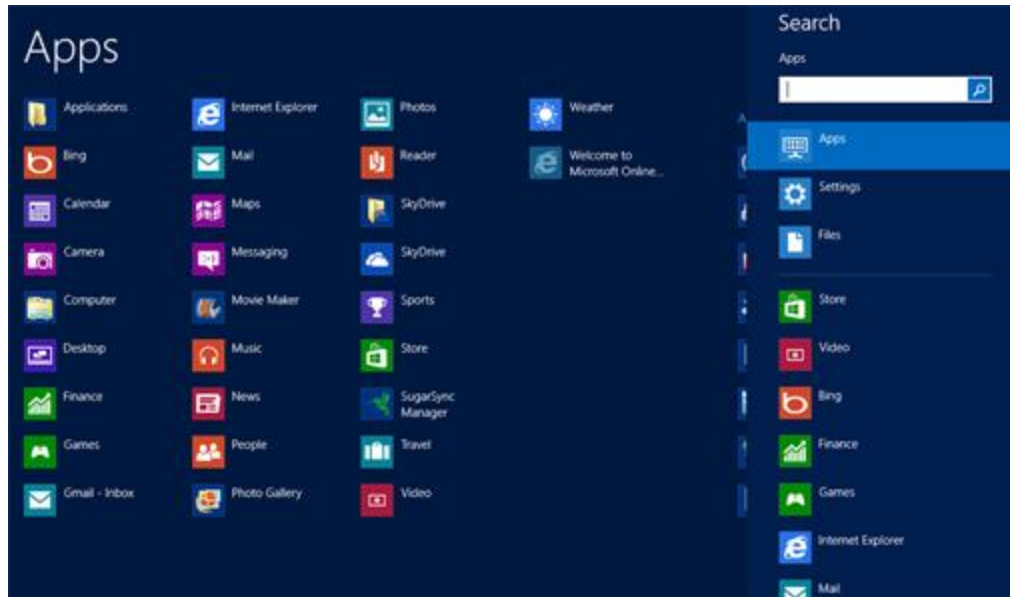 Apps
Applications
Bing
Calendar
Camera
Computer
Desktop
Finance
Games
Gmail - Inbox
Internet Explorer
Mail
Maps
Messaging
Movie Maker
Music
News
People
Photo Gallery
Photos
Reader
SkyDrive
SkyDrive
Sports
Store
SugarSync
Manager
Travel
Video
Weather
Welcome to
Microsoft Online...
Search
Apps
Apps
Settings
Files
Store
Video
Bing
Finance
Games
Internet Explorer
Mail